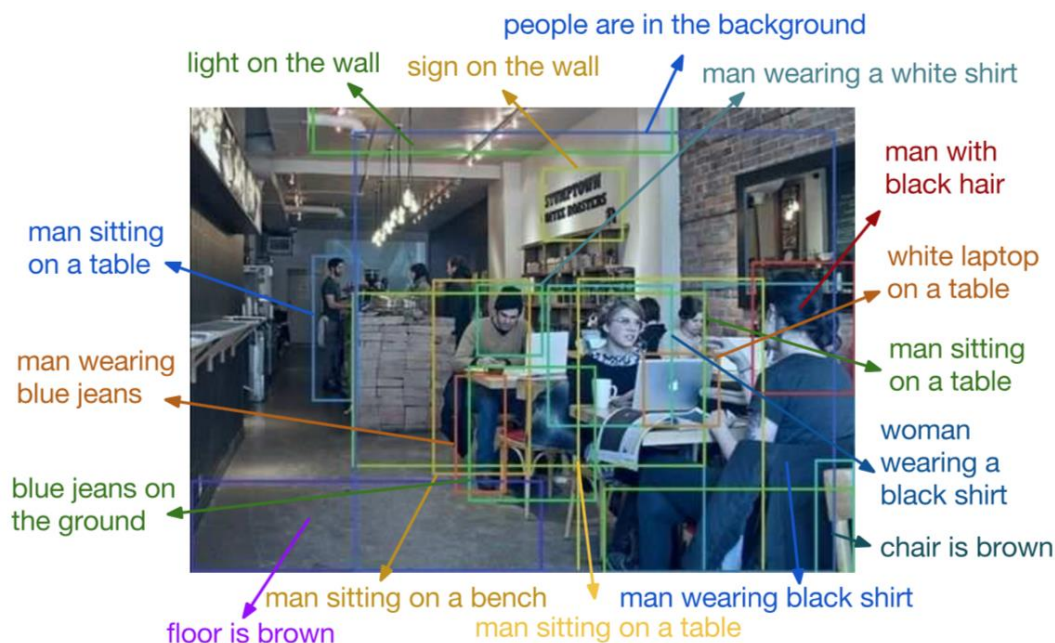 people are in the background
light on the wall
sign on the wall
man wearing a white shirt
man with
black hair
STUMPTOWN
COFFEE ROASTERS
man sitting
on a table
white laptop
on a table
man wearing
blue jeans
man sitting
on a table
woman
wearing a
black shirt
blue jeans on
the ground
chair is brown
man sitting on a bench
man wearing black shirt
floor is brown
man sitting on a table